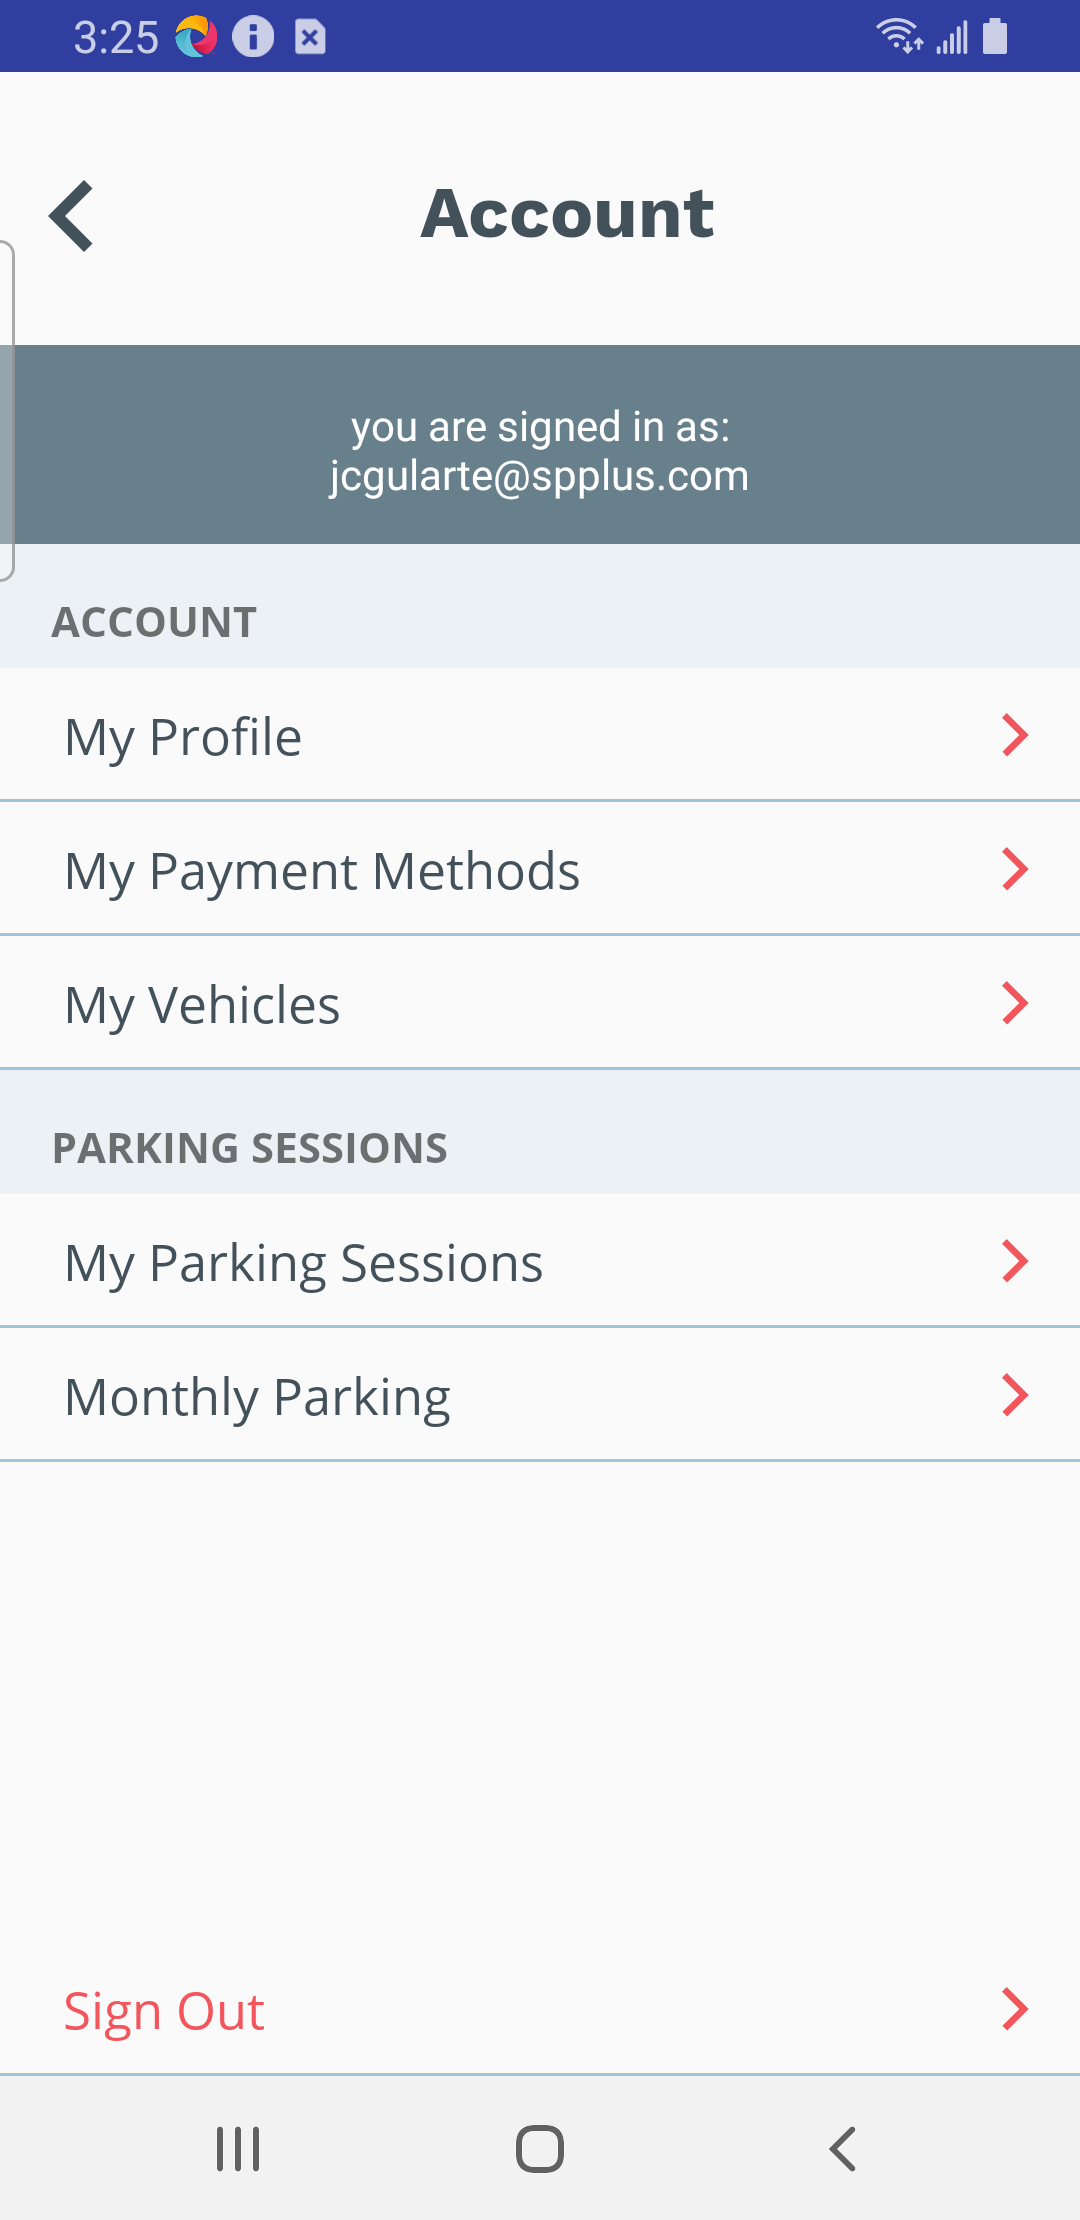 3:25
Account
you are signed in as:
jcgularte@spplus.com
ACCOUNT
My Profile
My Payment Methods
My Vehicles
PARKING SESSIONS
My Parking Sessions
Monthly Parking
Sign Out